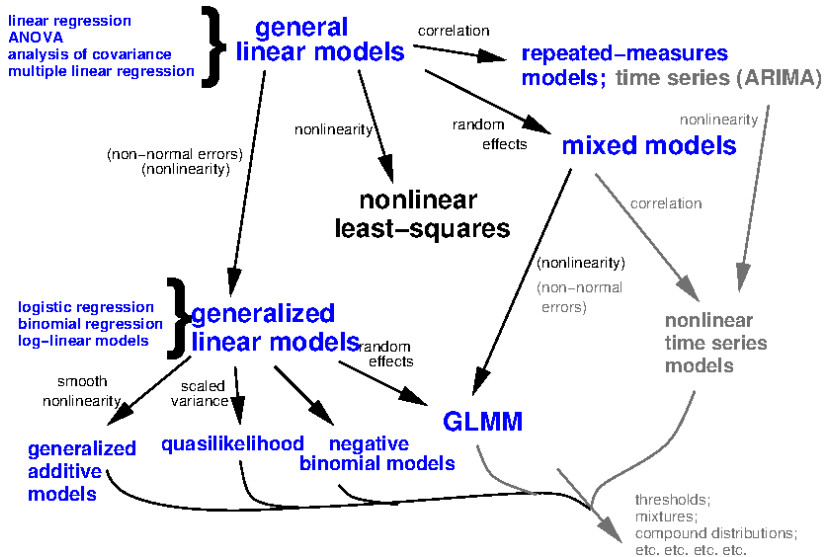 linear regression
ANOVA
analysis of covariance
multiple linear regression
general
linear models
correlation
repeated−measures
models; time series (ARIMA)
(non−normal errors)
(nonlinearity)
nonlinearity
random
effects
nonlinearity
mixed models
nonlinear
least−squares
correlation
(nonlinearity)
(non−normal
errors)
logistic regression
binomial regression
log−linear models
generalized
linear models
random
effects
nonlinear
time series
models
smooth
nonlinearity
scaled
variance
GLMM
generalized
additive
models
quasilikelihood
negative
binomial models
thresholds;
mixtures;
compound distributions;
etc. etc. etc. etc.